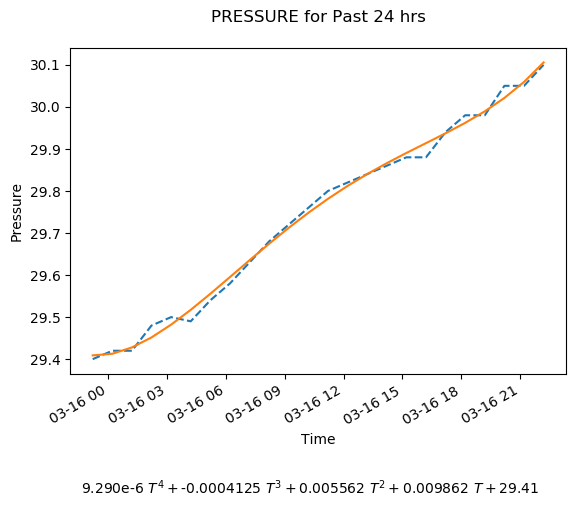 PRESSURE for Past 24 hrs
30.1
30.0
29.9
29.8
29.7
29.6
29.5
29.4
Pressure
03-16 00 03-16 03 03-16 06 03-16 09 03-16 12 03-16 15 03-16 18 03-16 21
Time
9.290e-6 T⁴ + -0.0004125 T³ + 0.005562 T² + 0.009862 T + 29.41